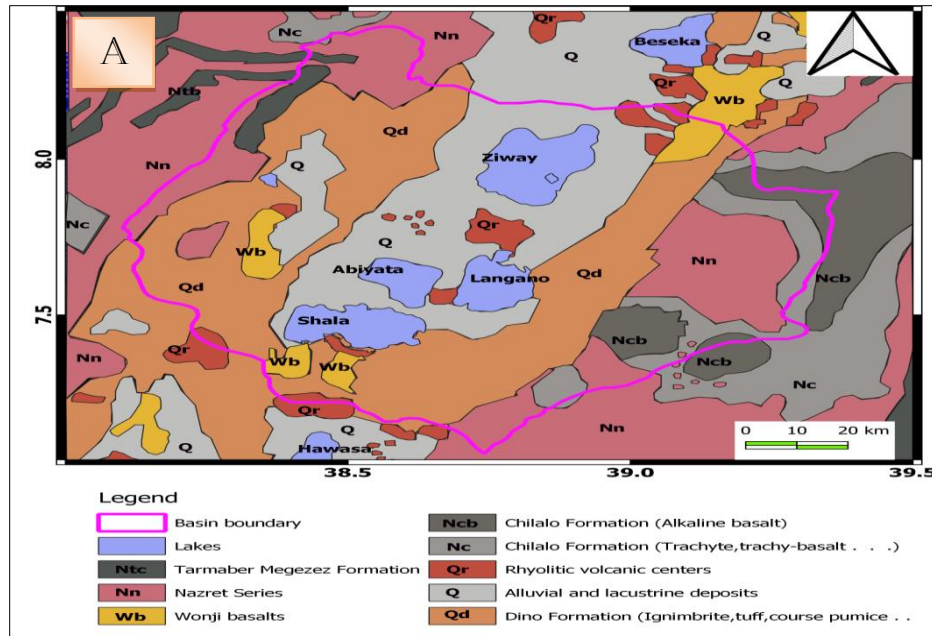 A
Nc
Nn
Qr
Q
Beseka
Q
Ntb
Qr
Wb
Qd
Q
Ziway
Nn
Nc
Qr
Q
Wb
Nn
Abiyata
Langano
Qd
Ncb
Qd
Shala
Qr
Nn
Wb
Wb
Ncb
Ncb
Nc
Qr
Q
Q
Nn
Hawasa
8.0
7.5
0 10 20 km
38.5 39.0 39.5
Legend
Basin boundary
Lakes
Ntc Tarmaber Megezez Formation
Nn Nazret Series
Wb Wonji basalts
Ncb Chilalo Formation (Alkaline basalt)
Nc Chilalo Formation (Trachyte,trachy-basalt . . .)
Qr Rhyolitic volcanic centers
Q Alluvial and lacustrine deposits
Qd Dino Formation (Ignimbrite,tuff,course pumice . .